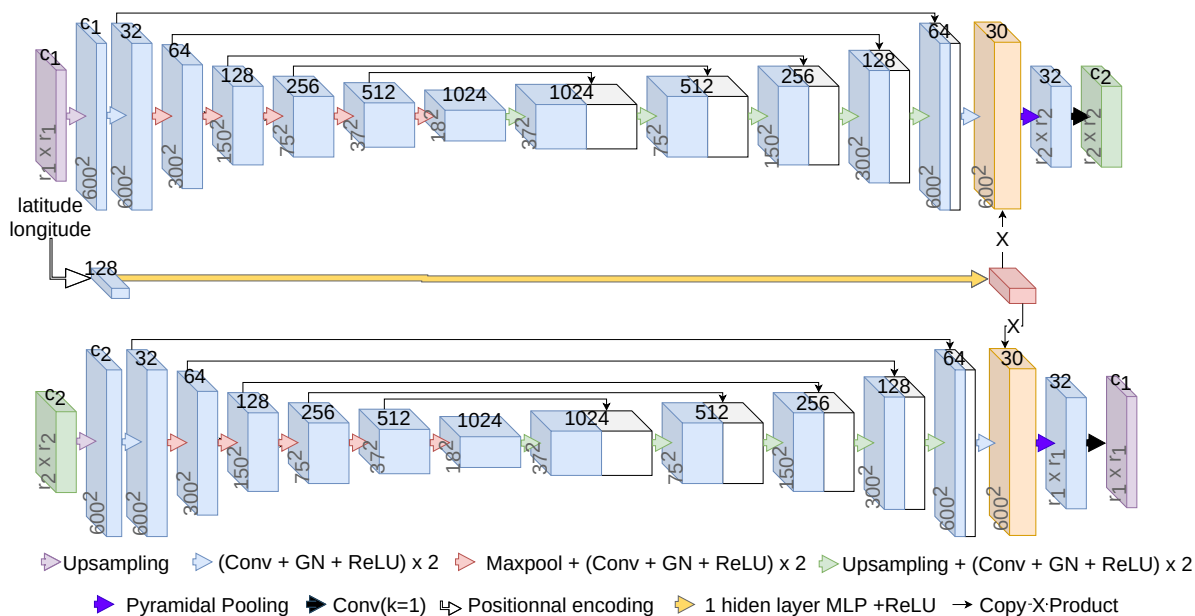 c1 c1 32 64 128 256 512 1024 1024 512 256 128 64 30 32 c2
r1 x r1 600² 600² 300² 150² 75² 37² 18² 37² 75² 150² 300² 600² 600² r2 x r2 r2 x r2
latitude
longitude
X
128
X
c2 c2 32 64 128 256 512 1024 1024 512 256 128 64 30 32 c1
r2 x r2 600² 600² 300² 150² 75² 37² 18² 37² 75² 150² 300² 600² 600² r1 x r1 r1 x r1
Upsampling (Conv + GN + ReLU) x 2 Maxpool + (Conv + GN + ReLU) x 2 Upsampling + (Conv + GN + ReLU) x 2
Pyramidal Pooling Conv(k=1) Positionnal encoding 1 hiden layer MLP +ReLU Copy-X-Product